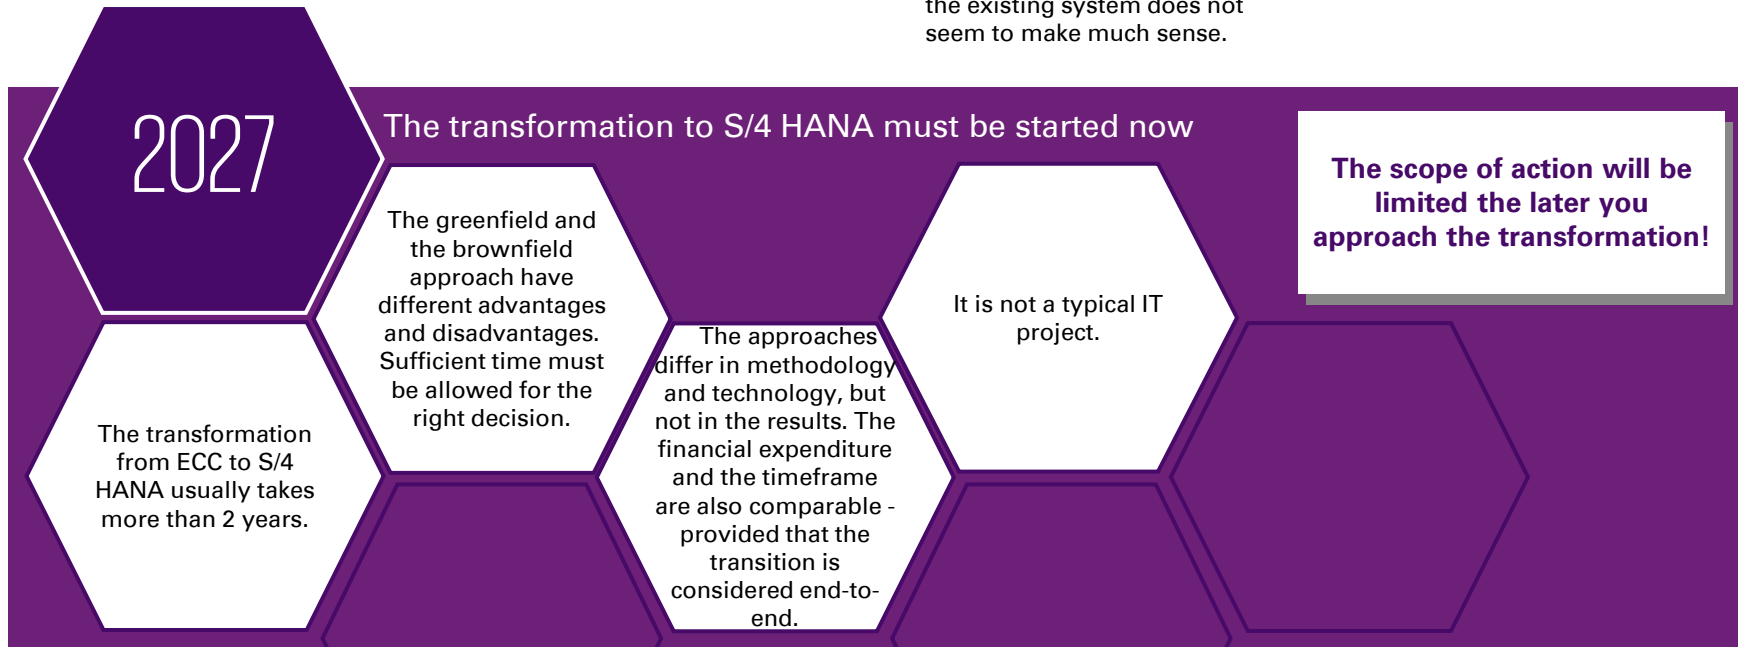 the existing system does not
seem to make much sense.
2027
The transformation to S/4 HANA must be started now
The scope of action will be
limited the later you
approach the transformation!
The greenfield and
the brownfield
approach have
different advantages
and disadvantages.
Sufficient time must
be allowed for the
right decision.
It is not a typical IT
project.
The approaches
differ in methodology
and technology, but
not in the results. The
financial expenditure
and the timeframe
are also comparable -
provided that the
transition is
considered end-to-
end.
The transformation
from ECC to S/4
HANA usually takes
more than 2 years.